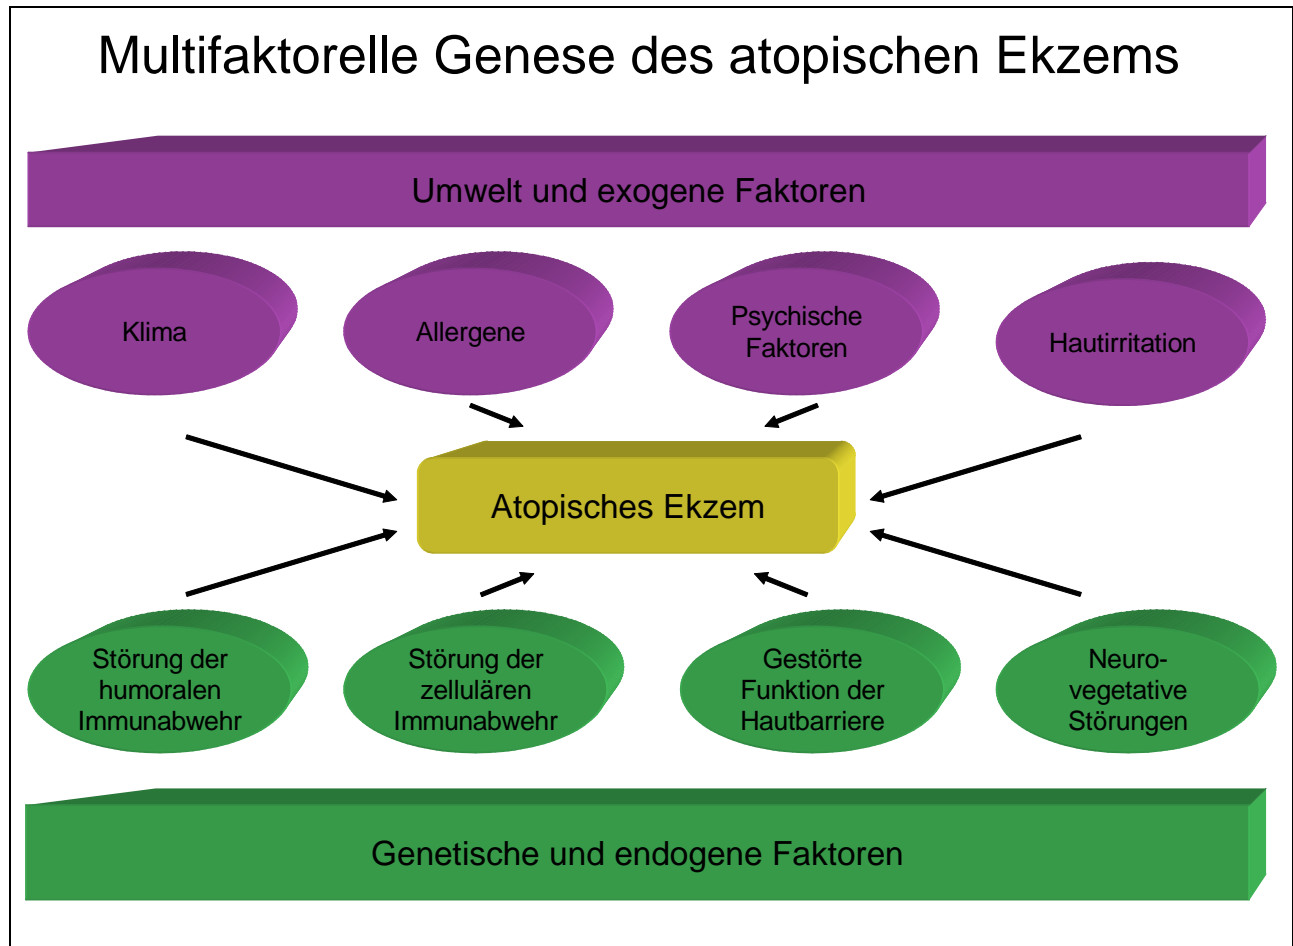 Multifaktorelle Genese des atopischen Ekzems
Umwelt und exogene Faktoren
Klima
Allergene
Psychische
Faktoren
Hautirritation
Atopisches Ekzem
Störung der
humoralen
Immunabwehr
Störung der
zellulären
Immunabwehr
Gestörte
Funktion der
Hautbarriere
Neuro-
vegetative
Störungen
Genetische und endogene Faktoren